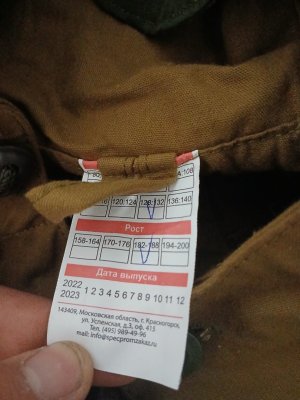 120:124 128:132 136:140
Рост
158-164 170-176 182-188 194-200
Дата выпуска
2022
2023 1 2 3 4 5 6 7 8 9 10 11 12
143409, Московская область, г. Красногорск,
ул. Успенская, д.3, оф. 415
Тел. (495) 989-49-96
mail: info@specpromzakaz.ru